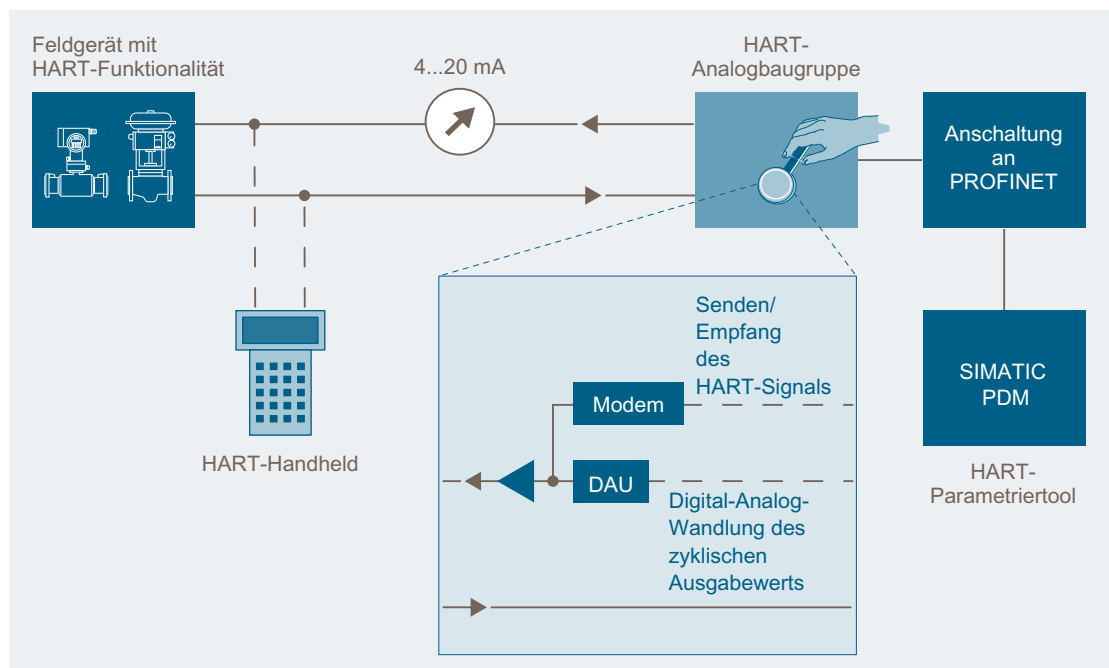 Feldgerät mit
HART-Funktionalität
4...20 mA
HART-
Analogbaugruppe
Anschaltung
an
PROFINET
Senden/
Empfang
des
HART-Signals
Modem
SIMATIC
PDM
HART-Handheld
DAU
HART-
Parametriertool
Digital-Analog-
Wandlung des
zyklischen
Ausgabewerts